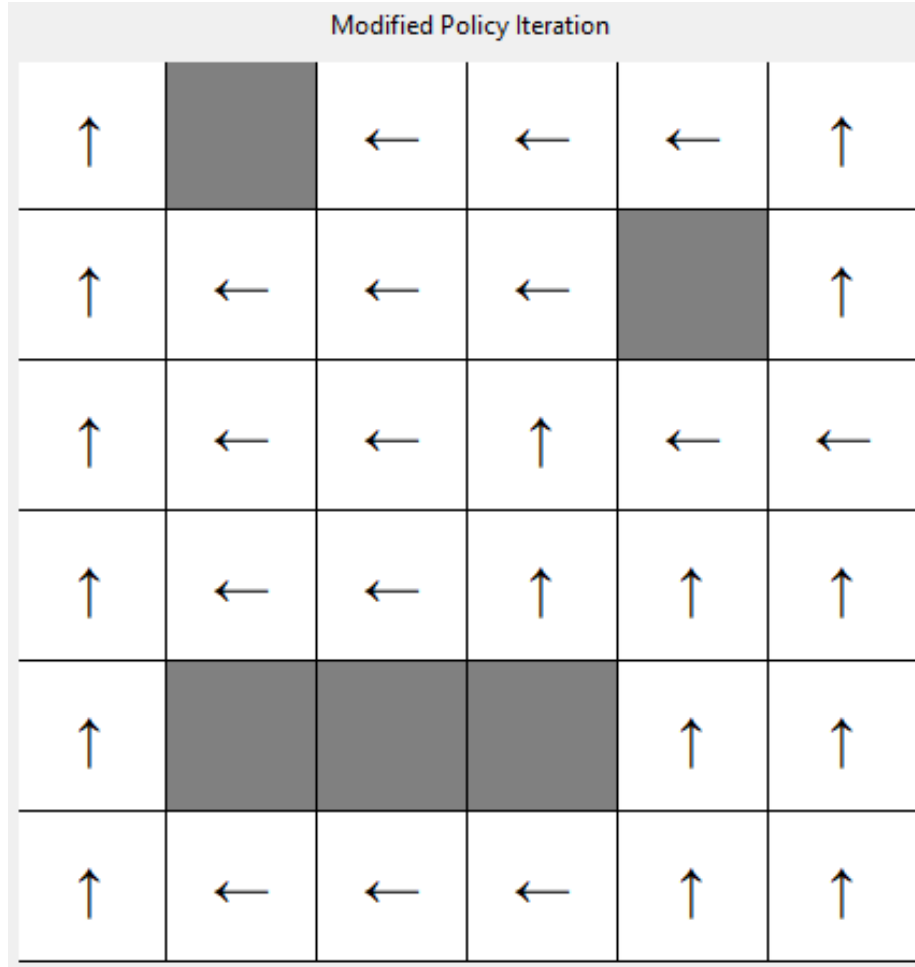 Modified Policy Iteration
↑ ← ← ← ↑
↑ ← ← ← ↑
↑ ← ← ↑ ← ←
↑ ← ← ↑ ↑ ↑
↑ ↑ ↑
↑ ← ← ← ↑ ↑